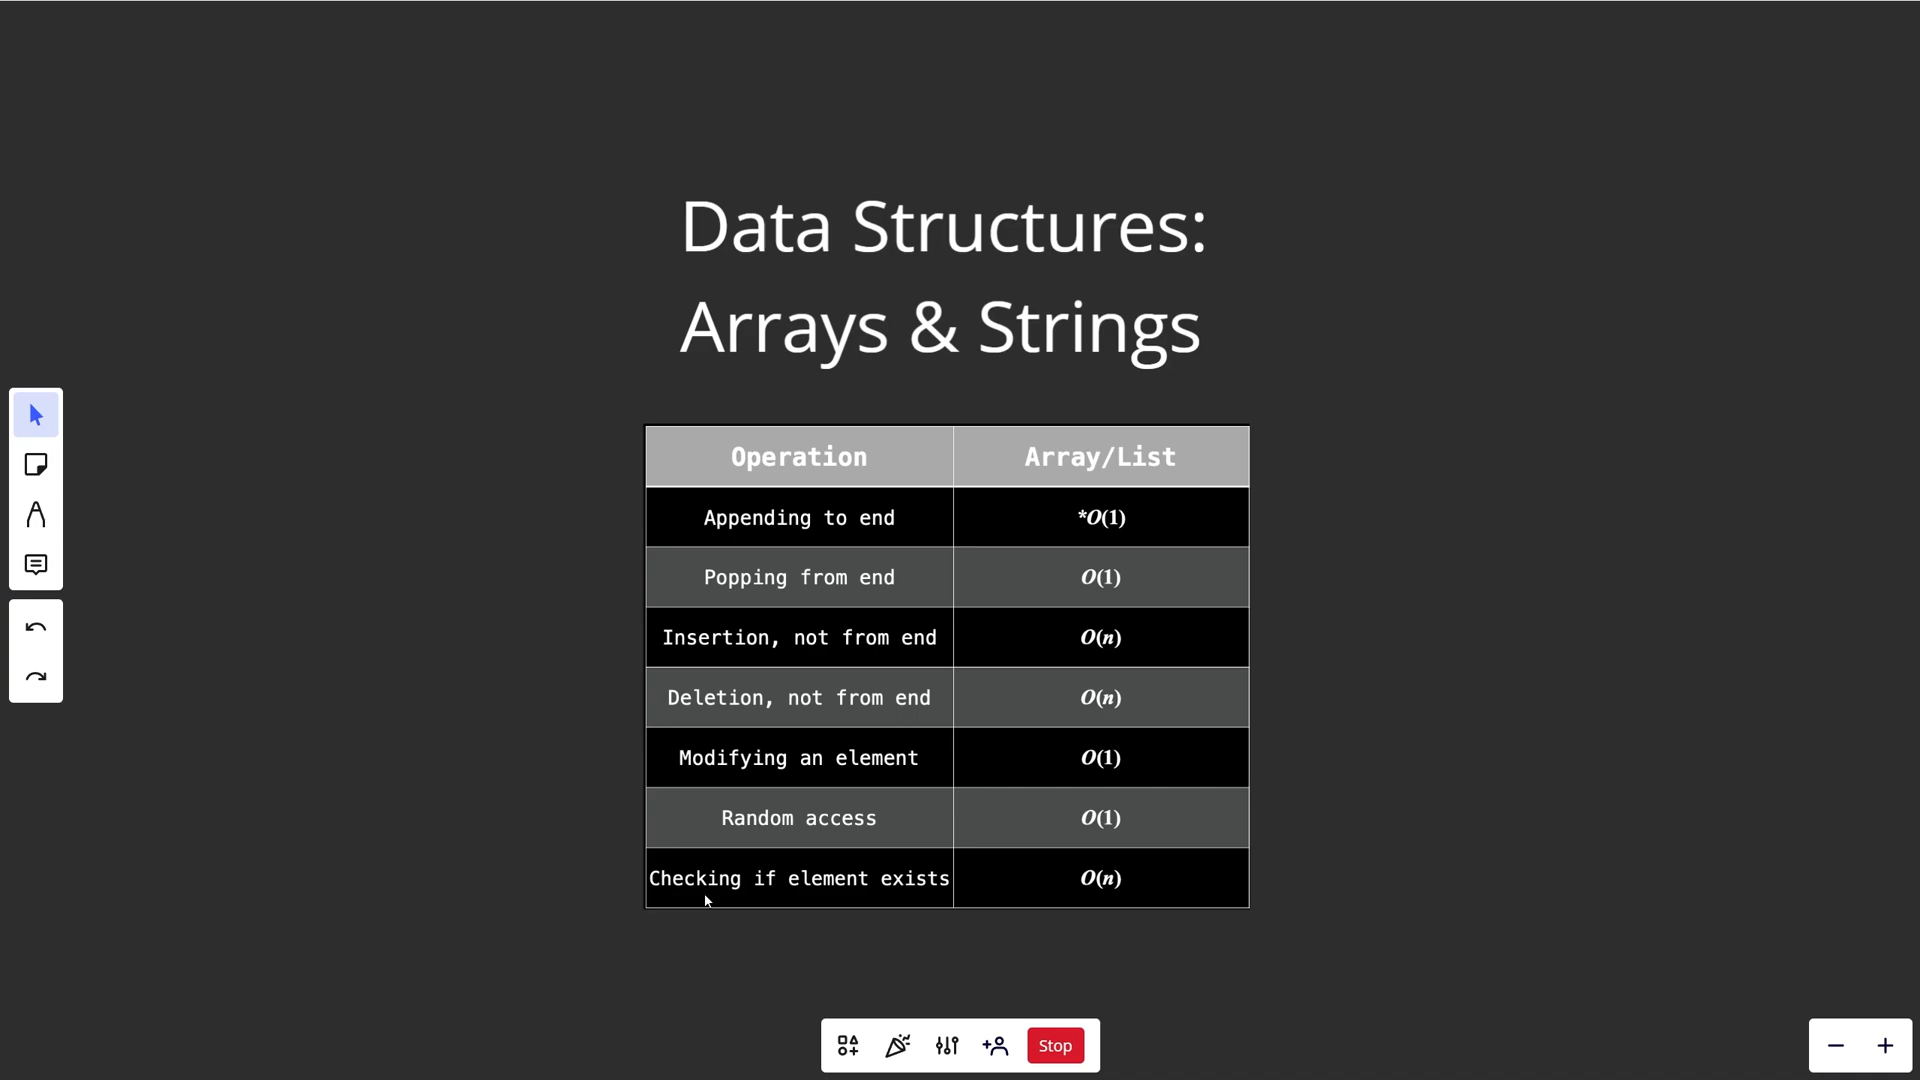 Data Structures:
Arrays & Strings
Operation Array/List
Appending to end *O(1)
Popping from end O(1)
Insertion, not from end O(n)
Deletion, not from end O(n)
Modifying an element O(1)
Random access O(1)
Checking if element exists O(n)
Stop